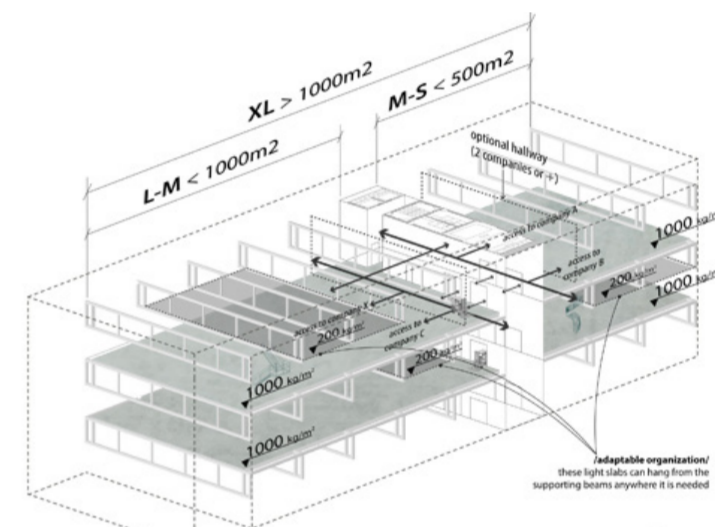 XL > 1000m2
M-S < 500m2
L-M < 1000m2
optional hallway
(2 companies or +)
access to company A
access to
company B
1000 kg/m²
200 kg/m²
1000 kg/m²
access to company X
200 kg/m²
access to
company C
200 kg/m²
1000 kg/m²
1000 kg/m²
/adaptable organization/
these light slabs can hang from the
supporting beams anywhere it is needed